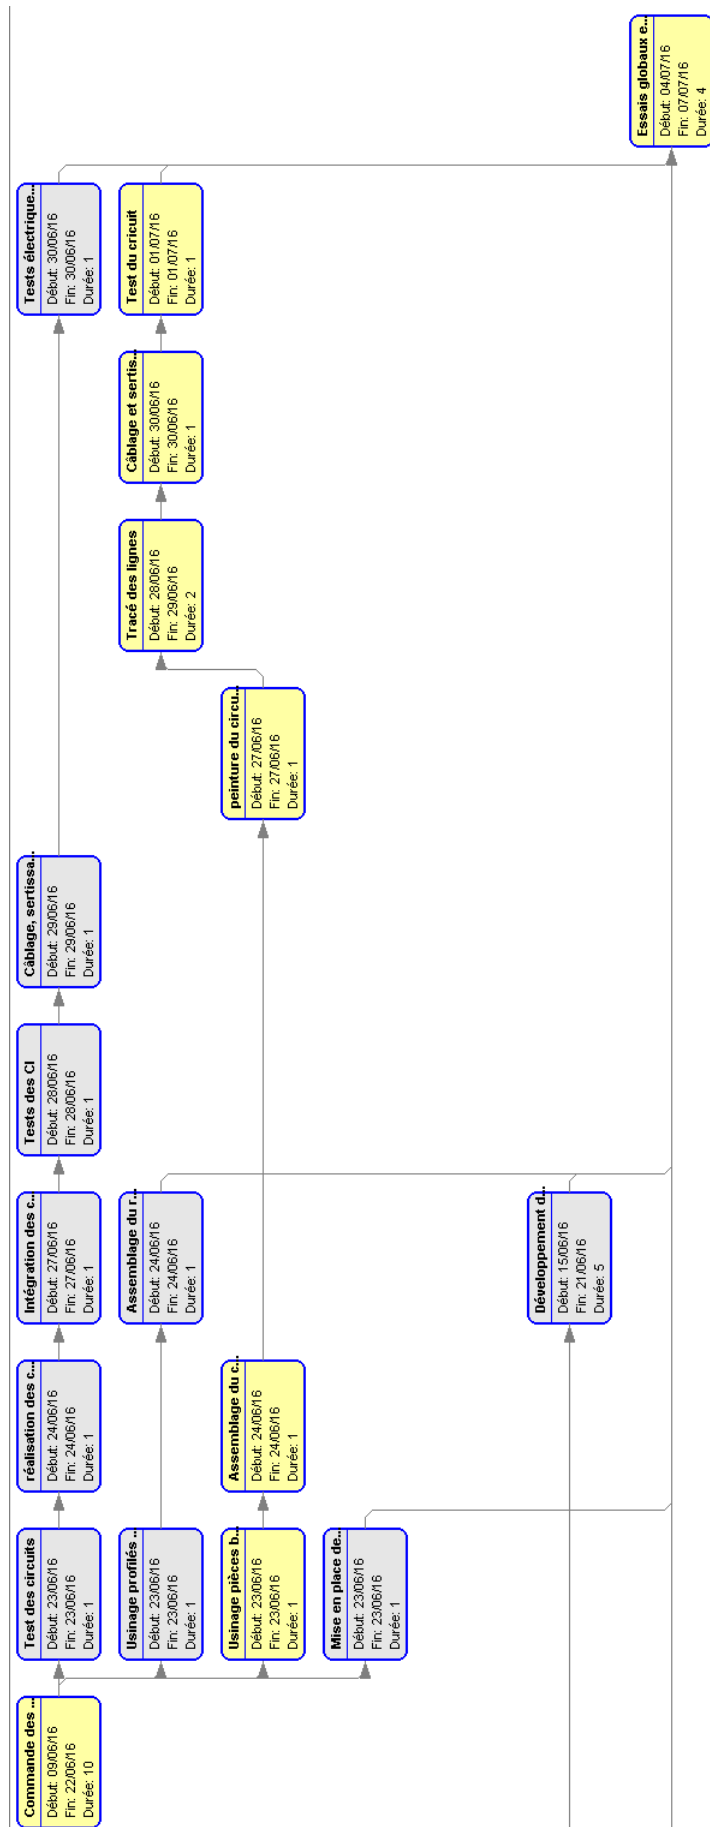 Commande des ...
Début: 09/06/16
Fin: 22/06/16
Durée: 10
Test des circuits
Début: 23/06/16
Fin: 23/06/16
Durée: 1
réalisation des c...
Début: 24/06/16
Fin: 24/06/16
Durée: 1
Intégration des c...
Début: 27/06/16
Fin: 27/06/16
Durée: 1
Tests des CI
Début: 28/06/16
Fin: 28/06/16
Durée: 1
Câblage, sertissa...
Début: 29/06/16
Fin: 29/06/16
Durée: 1
Tests électrique...
Début: 30/06/16
Fin: 30/06/16
Durée: 1
Usinage profilés ...
Début: 23/06/16
Fin: 23/06/16
Durée: 1
Assemblage du r...
Début: 24/06/16
Fin: 24/06/16
Durée: 1
Tracé des lignes
Début: 28/06/16
Fin: 29/06/16
Durée: 2
Câblage et sertis...
Début: 30/06/16
Fin: 30/06/16
Durée: 1
Test du cricuit
Début: 01/07/16
Fin: 01/07/16
Durée: 1
Usinage pièces b...
Début: 23/06/16
Fin: 23/06/16
Durée: 1
Assemblage du c...
Début: 24/06/16
Fin: 24/06/16
Durée: 1
peinture du circu...
Début: 27/06/16
Fin: 27/06/16
Durée: 1
Mise en place de...
Début: 23/06/16
Fin: 23/06/16
Durée: 1
Développement d...
Début: 15/06/16
Fin: 21/06/16
Durée: 5
Essais globaux e...
Début: 04/07/16
Fin: 07/07/16
Durée: 4